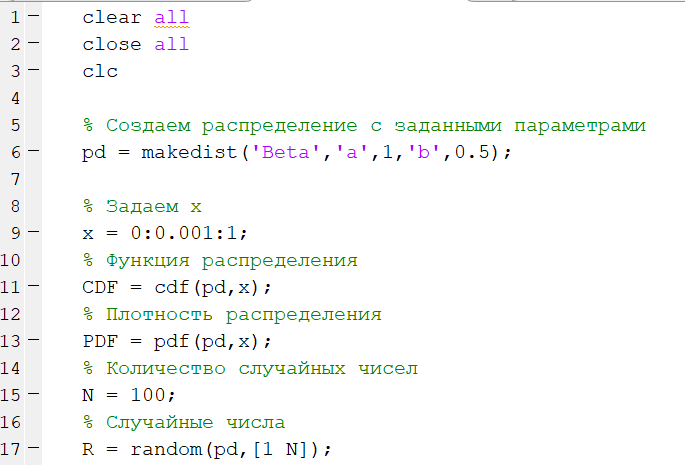 1 - clear all
2 - close all
3 - clc
4
5 % Создаем распределение с заданными параметрами
6 - pd = makedist('Beta','a',1,'b',0.5);
7
8 % Задаем x
9 - x = 0:0.001:1;
10 % Функция распределения
11 - CDF = cdf(pd,x);
12 % Плотность распределения
13 - PDF = pdf(pd,x);
14 % Количество случайных чисел
15 - N = 100;
16 % Случайные числа
17 - R = random(pd,[1 N]);